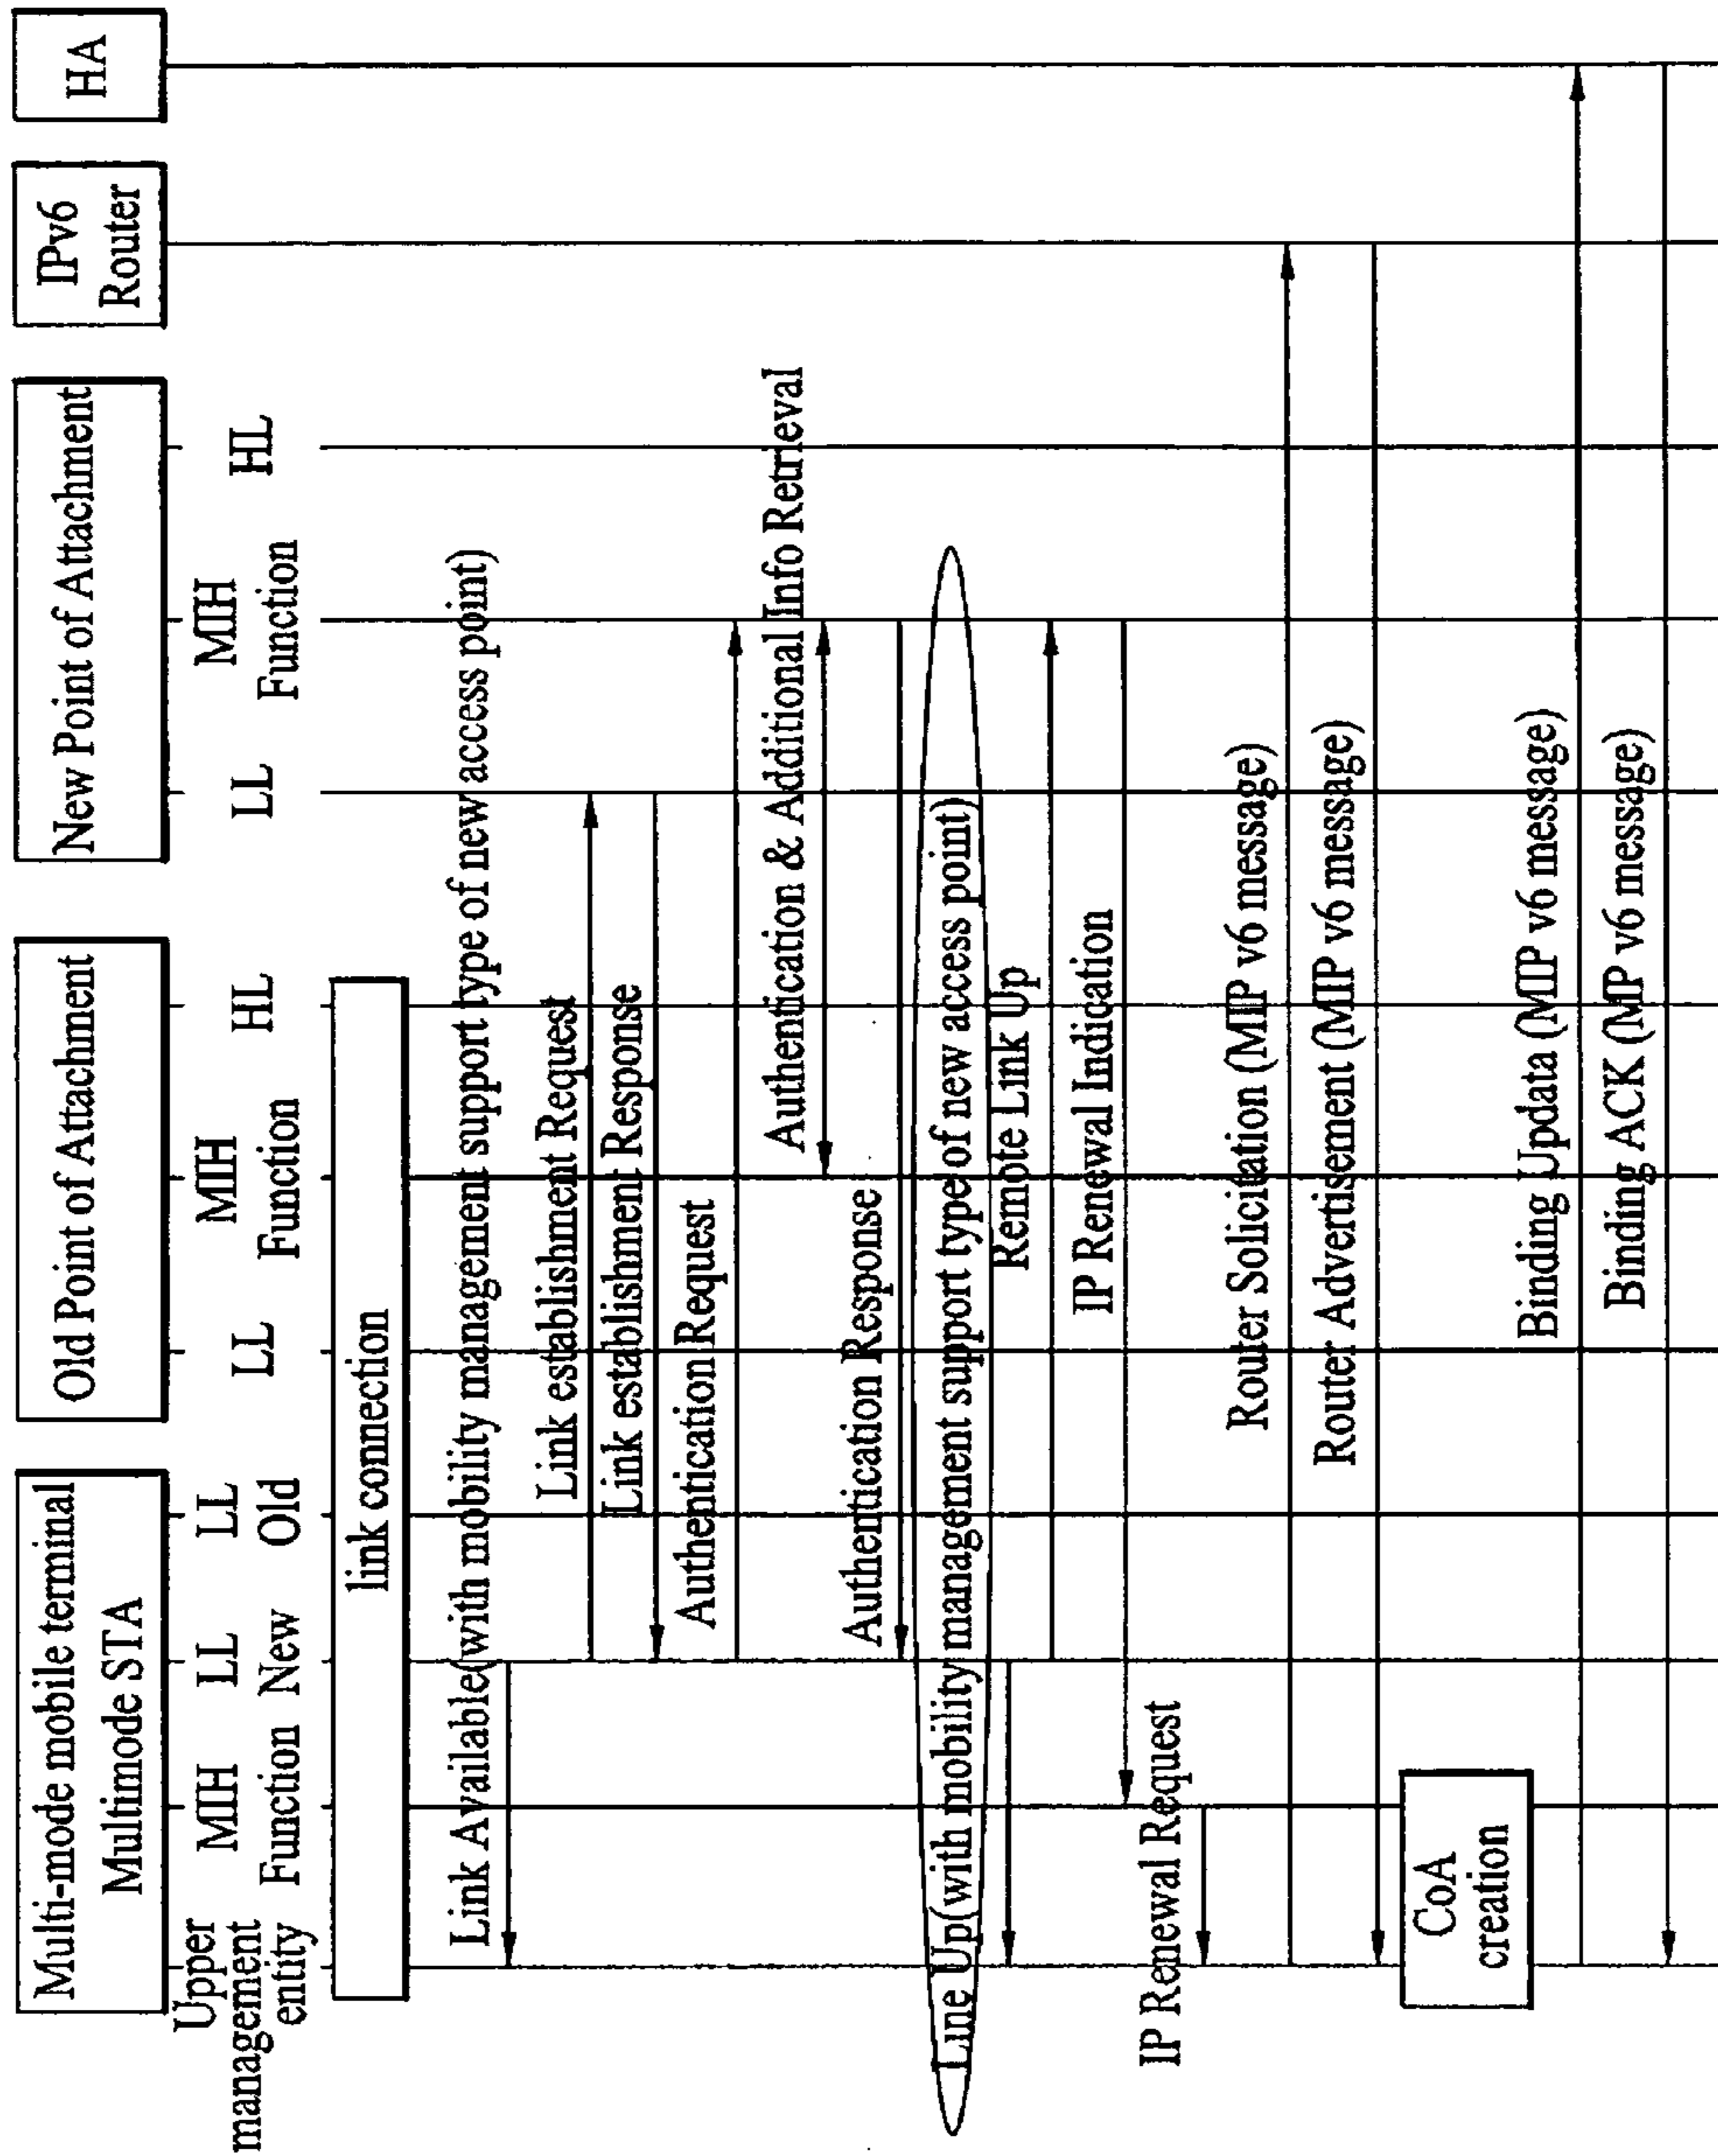 Multi-mode mobile terminal
Multimode STA
Old Point of Attachment
New Point of Attachment
IPv6
Router
HA
Upper
management
entity
MIH
Function
LL
New
LL
Old
LL
MIH
Function
HL
LL
MIH
Function
HL
link connection
Link Available(with mobility management support type of new access point)
Link establishment Request
Link establishment Response
Authentication Request
Authentication & Additional Info Retrieval
Authentication Response
Line Up(with mobility management support type of new access point)
Remote Link Up
IP Renewal Indication
IP Renewal Request
Router Solicitation (MIP v6 message)
Router Advertisement (MIP v6 message)
CoA
creation
Binding Updata (MIP v6 message)
Binding ACK (MP v6 message)